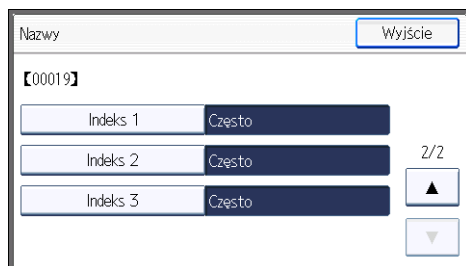 Nazwy Wyjście
【00019】
Indeks 1 Często
Indeks 2 Często
2/2
Indeks 3 Często
▲
▼